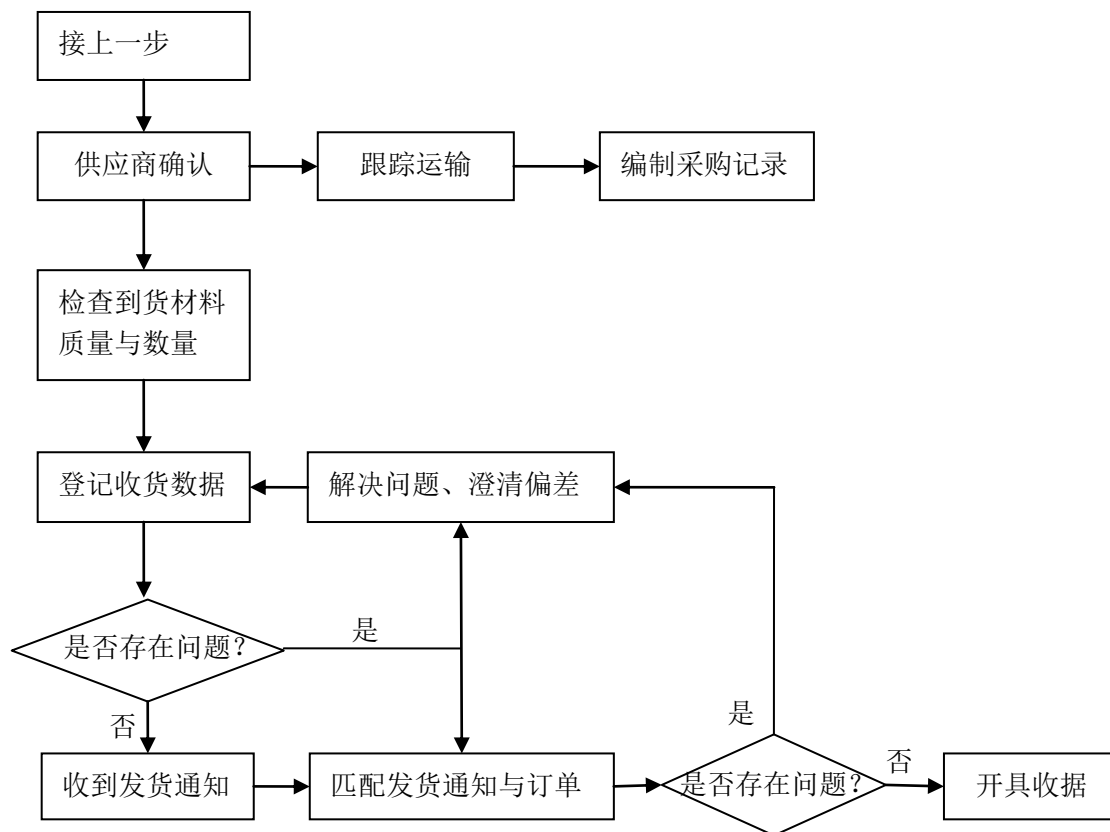 接上一步
供应商确认
跟踪运输
编制采购记录
检查到货材料
质量与数量
登记收货数据
解决问题、澄清偏差
是否存在问题?
是
否
收到发货通知
匹配发货通知与订单
是否存在问题?
是
否
开具收据